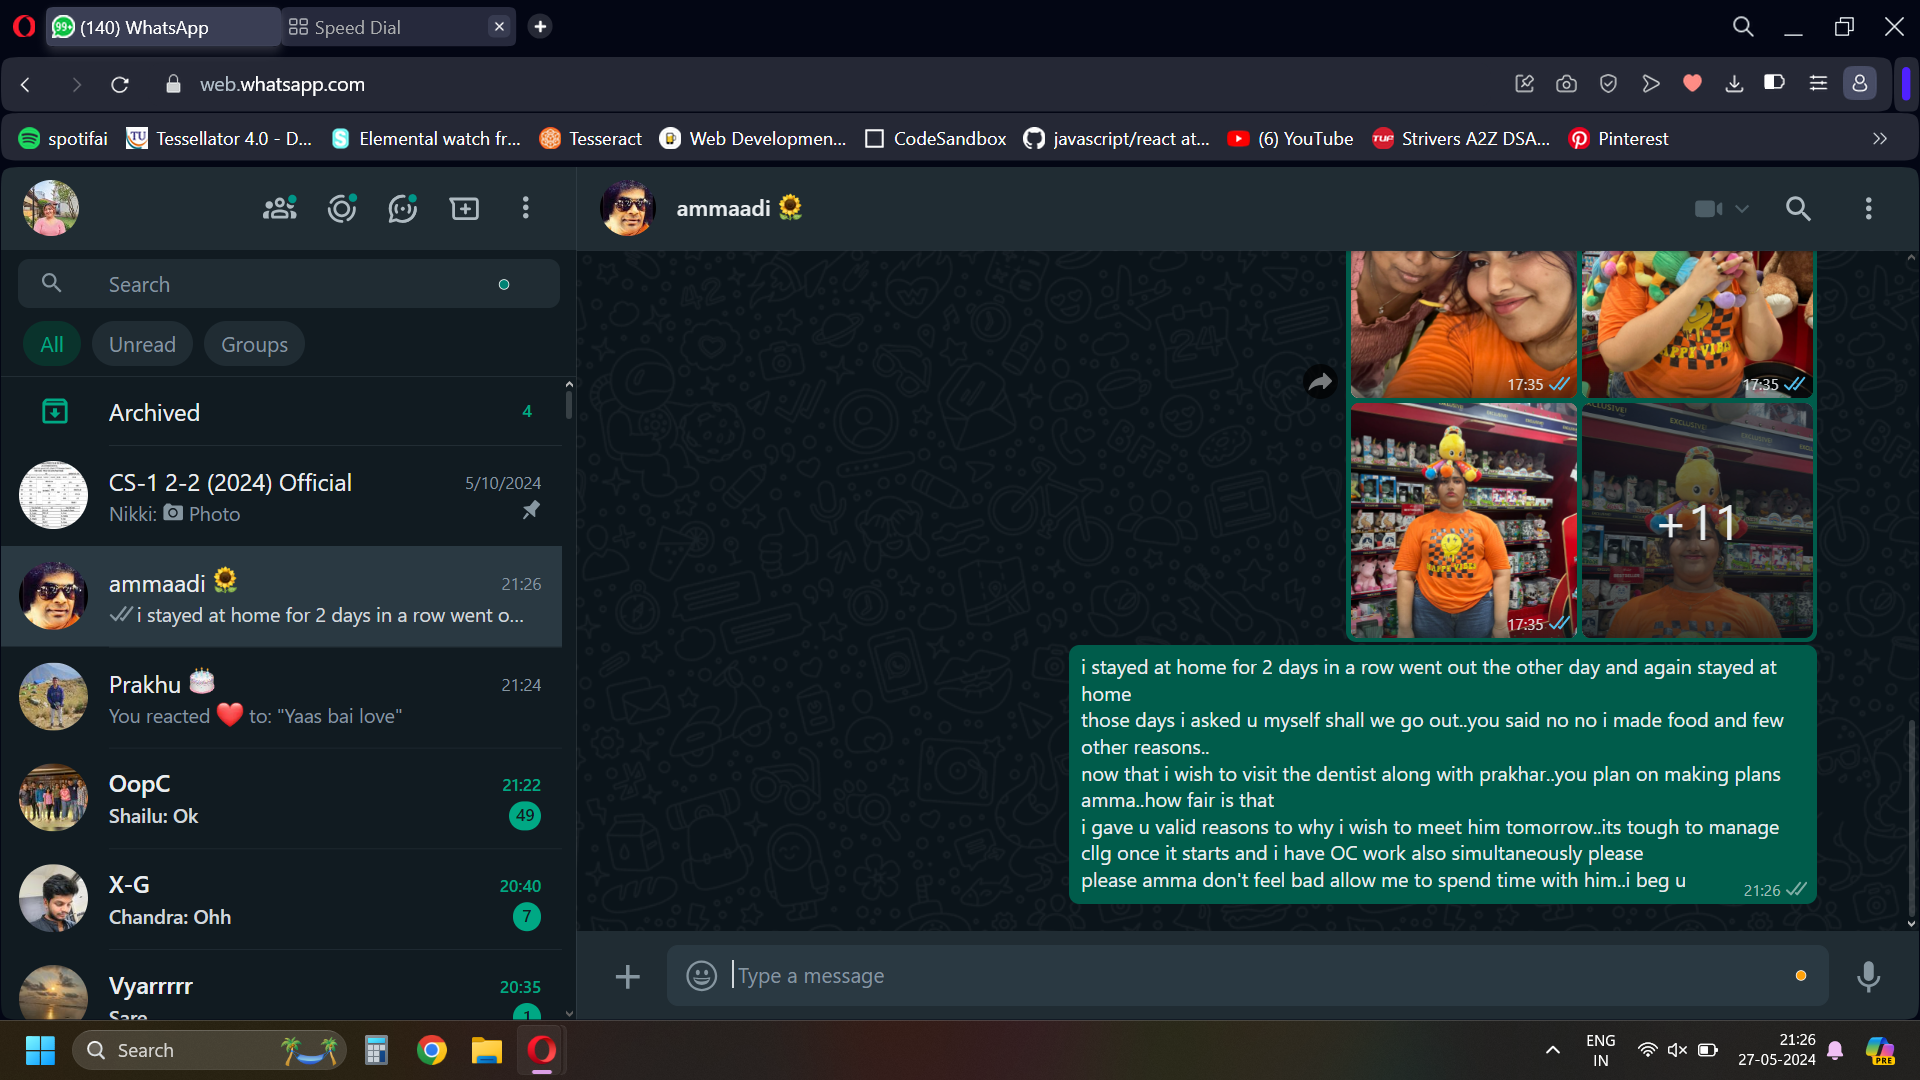 (140) WhatsApp
Speed Dial
web.whatsapp.com
spotifai
Tessellator 4.0 - D...
Elemental watch fr...
Tesseract
Web Developmen...
CodeSandbox
javascript/react at...
(6) YouTube
Strivers A2Z DSA...
Pinterest
ammaadi
Search
All
Unread
Groups
Archived
4
CS-1 2-2 (2024) Official
5/10/2024
Nikki: Photo
ammaadi
21:26
i stayed at home for 2 days in a row went o...
Prakhu
21:24
You reacted ❤️ to: "Yaas bai love"
OopC
21:22
Shailu: Ok
49
X-G
20:40
Chandra: Ohh
7
Vyarrrrr
20:35
Sare
1
17:35
17:35
17:35
+11
i stayed at home for 2 days in a row went out the other day and again stayed at
home
those days i asked u myself shall we go out..you said no no i made food and few
other reasons..
now that i wish to visit the dentist along with prakhar..you plan on making plans
amma..how fair is that
i gave u valid reasons to why i wish to meet him tomorrow..its tough to manage
cllg once it starts and i have OC work also simultaneously please
please amma don't feel bad allow me to spend time with him..i beg u
21:26
Type a message
Search
ENG
IN
21:26
27-05-2024
PRE